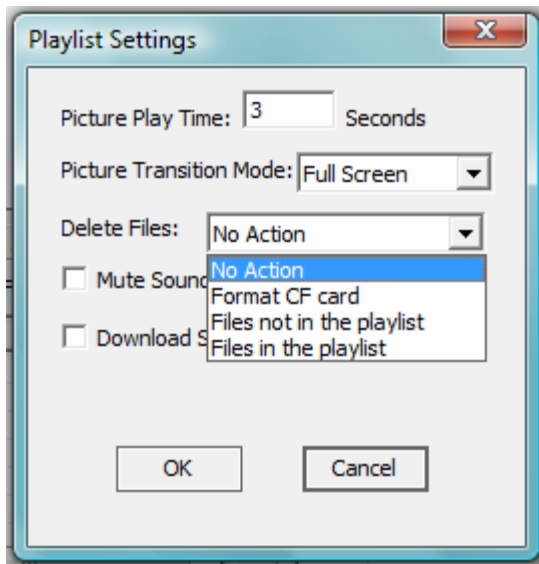 Playlist Settings
Picture Play Time: 3 Seconds
Picture Transition Mode: Full Screen
Delete Files: No Action
No Action
Mute Sound
Format CF card
Files not in the playlist
Download S
Files in the playlist
OK Cancel